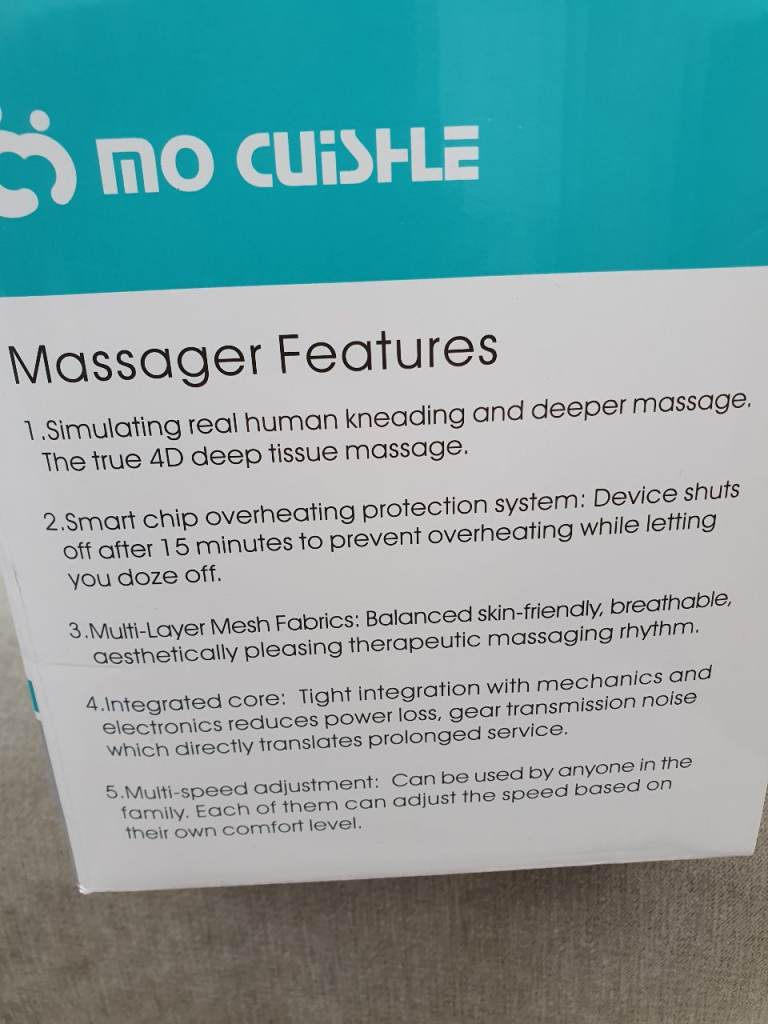 mo cuishle
Massager Features
1.Simulating real human kneading and deeper massage.
The true 4D deep tissue massage.
2.Smart chip overheating protection system: Device shuts
off after 15 minutes to prevent overheating while letting
you doze off.
3.Multi-Layer Mesh Fabrics: Balanced skin-friendly, breathable,
aesthetically pleasing therapeutic massaging rhythm.
4.Integrated core: Tight integration with mechanics and
electronics reduces power loss, gear transmission noise
which directly translates prolonged service.
5.Multi-speed adjustment: Can be used by anyone in the
family. Each of them can adjust the speed based on
their own comfort level.